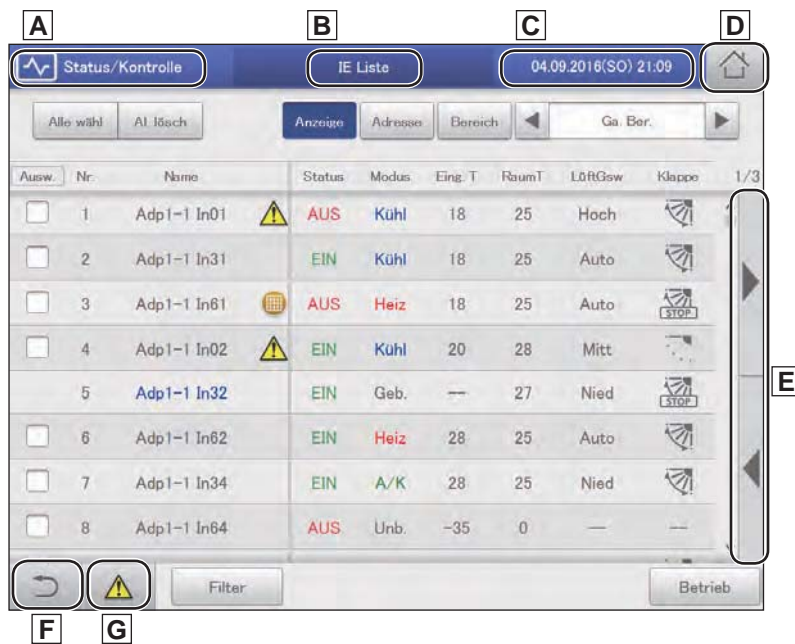 A B C D
Status/Kontrolle IE Liste 04.09.2016(SO) 21:09
Alle wähl Al. lösch Anzeige Adresse Bereich Ga. Ber.
Ausw. Nr. Name Status Modus Eing. T RaumT LüftGsw Klappe 1/3
1 Adp1-1 In01 AUS Kühl 18 25 Hoch
2 Adp1-1 In31 EIN Kühl 18 25 Auto
3 Adp1-1 In61 AUS Heiz 18 25 Auto STOP
4 Adp1-1 In02 EIN Kühl 20 28 Mitt
E
5 Adp1-1 In32 EIN Geb. -- 27 Nied STOP
6 Adp1-1 In62 EIN Heiz 28 25 Auto
7 Adp1-1 In34 EIN A/K 28 25 Nied
8 Adp1-1 In64 AUS Unb. -35 0 -- --
Filter Betrieb
F G